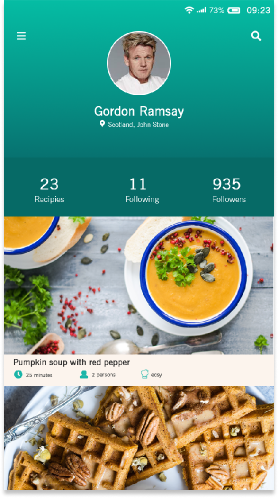 73% 09:23
Gordon Ramsay
Scotland, John Stone
23 11 935
Recipies Following Followers
Pumpkin soup with red pepper
25 minutes 2 persons easy